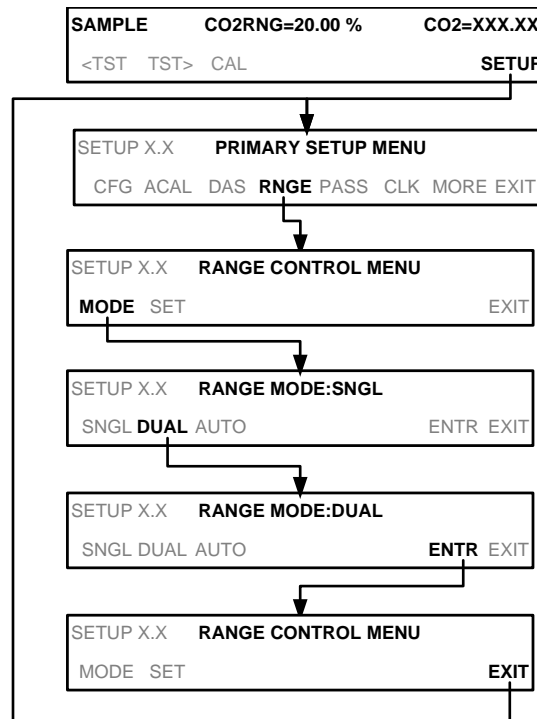 SAMPLE CO2RNG=20.00 % CO2=XXX.XX
<TST TST> CAL SETUP
SETUP X.X PRIMARY SETUP MENU
CFG ACAL DAS RNGE PASS CLK MORE EXIT
SETUP X.X RANGE CONTROL MENU
MODE SET EXIT
SETUP X.X RANGE MODE:SNGL
SNGL DUAL AUTO ENTR EXIT
SETUP X.X RANGE MODE:DUAL
SNGL DUAL AUTO ENTR EXIT
SETUP X.X RANGE CONTROL MENU
MODE SET EXIT